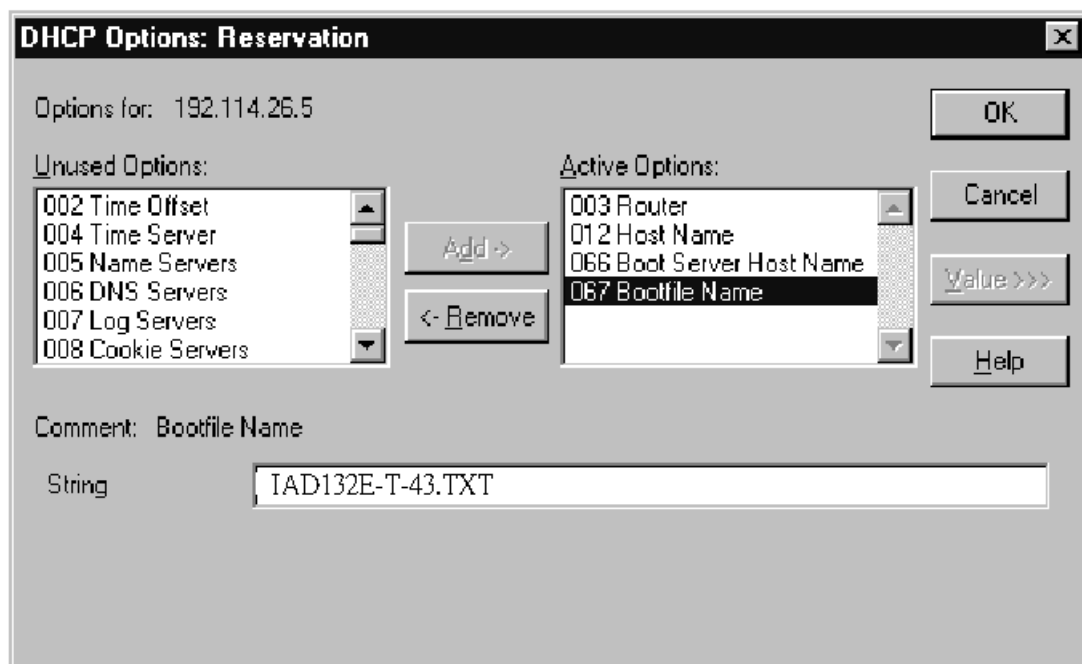 DHCP Options: Reservation
Options for: 192.114.26.5
OK
Unused Options:
Active Options:
002 Time Offset
004 Time Server
005 Name Servers
006 DNS Servers
007 Log Servers
008 Cookie Servers
Add ->
<- Remove
003 Router
012 Host Name
066 Boot Server Host Name
067 Bootfile Name
Cancel
Value >>>
Help
Comment: Bootfile Name
String
IAD132E-T-43.TXT